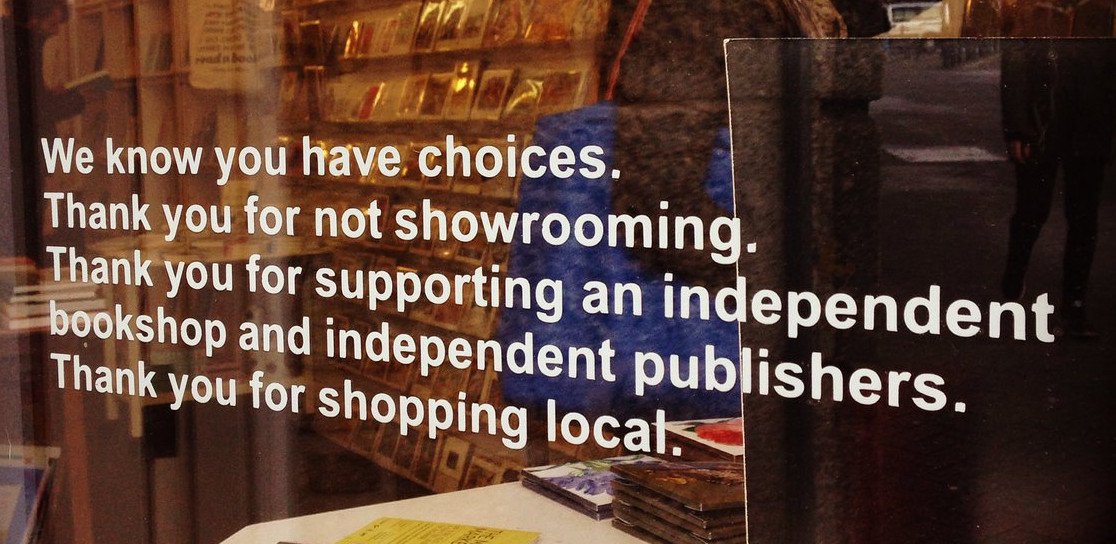 We know you have choices.
Thank you for not showrooming.
Thank you for supporting an independent
bookshop and independent publishers.
Thank you for shopping local.